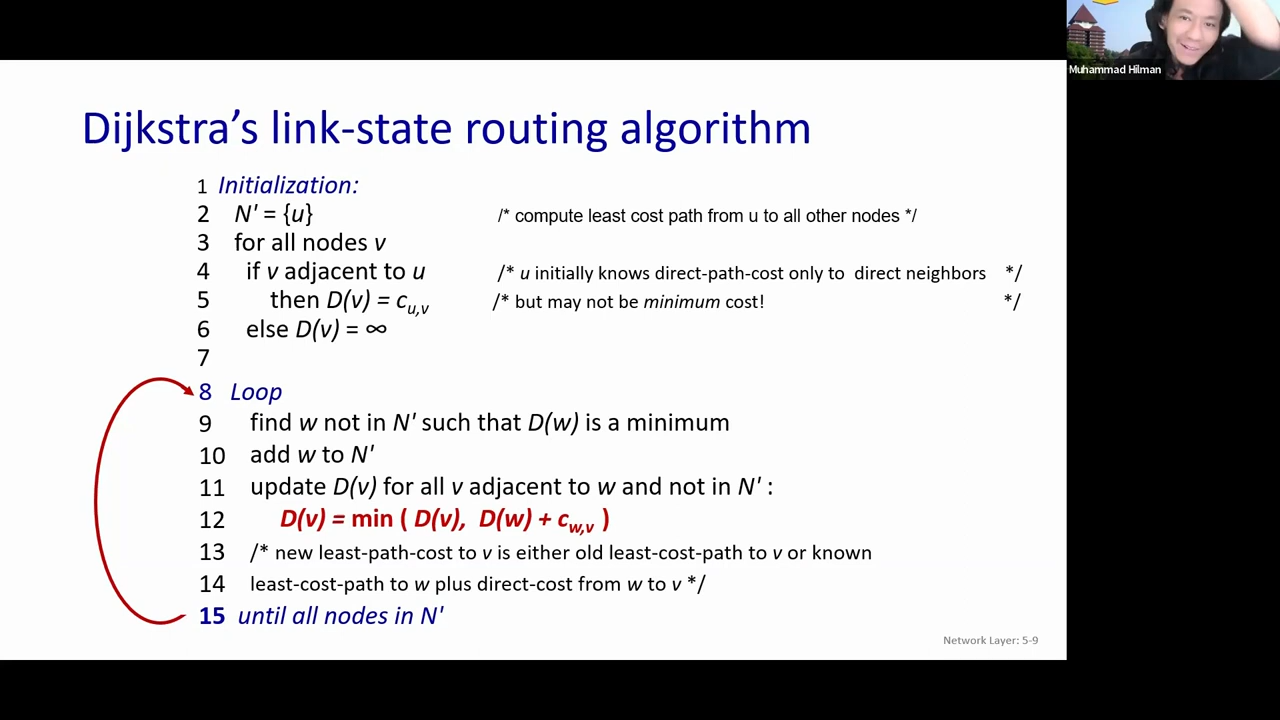 Muhammad Hilman
Dijkstra's link-state routing algorithm
1 Initialization:
2 N' = {u} /* compute least cost path from u to all other nodes */
3 for all nodes v
4 if v adjacent to u /* u initially knows direct-path-cost only to direct neighbors */
5 then D(v) = c_u,v /* but may not be minimum cost! */
6 else D(v) = ∞
7
8 Loop
9 find w not in N' such that D(w) is a minimum
10 add w to N'
11 update D(v) for all v adjacent to w and not in N' :
12 D(v) = min ( D(v), D(w) + c_w,v )
13 /* new least-path-cost to v is either old least-cost-path to v or known
14 least-cost-path to w plus direct-cost from w to v */
15 until all nodes in N'
Network Layer: 5-9